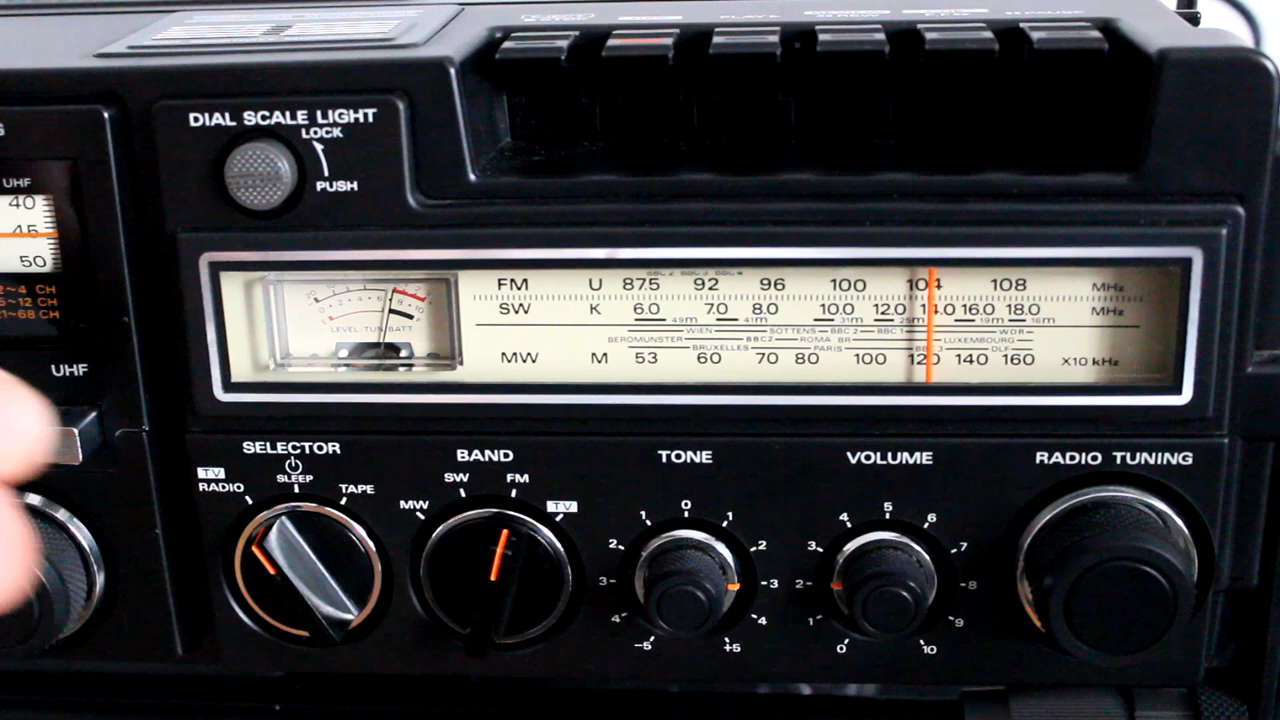 PAUSE
DIAL SCALE LIGHT
LOCK
PUSH
UHF
40
45
50
2~4 CH
5~12 CH
21~68 CH
UHF
FM U 87.5 92 96 100 104 108 MHz
SW K 6.0 7.0 8.0 10.0 12.0 14.0 16.0 18.0 MHz
49m 41m 31m 25m 19m 16m
WIEN SOTTENS BBC 2 BBC 1 WDR
BEROMUNSTER BBC2 ROMA BR LUXEMBOURG
BRUXELLES PARIS BBC 3 DLF
MW M 53 60 70 80 100 120 140 160 X10 kHz
LEVEL TUN BATT
SELECTOR
TV
RADIO
SLEEP
TAPE
BAND
MW
SW
FM
TV
TONE
-5 4 3 2 1 0 1 2 3 4 +5
VOLUME
0 1 2 3 4 5 6 7 8 9 10
RADIO TUNING